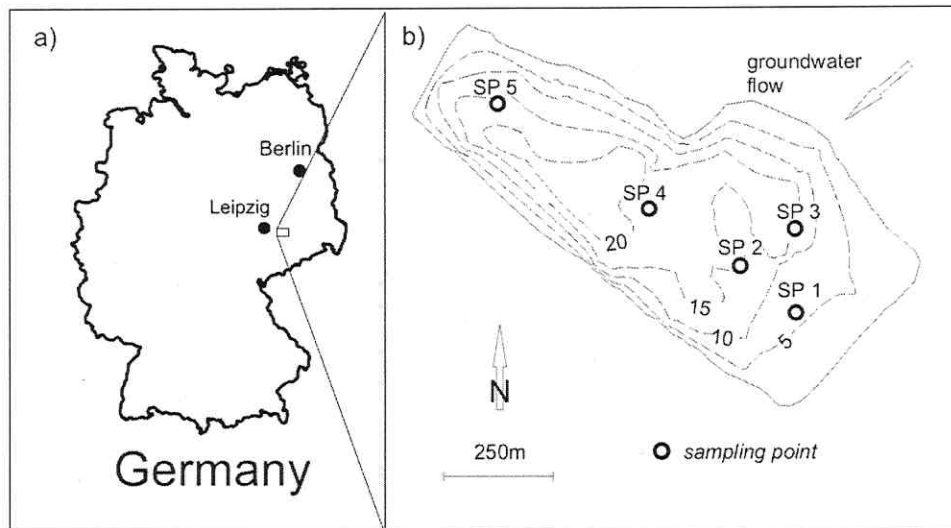 a)
Berlin
Leipzig
Germany
b)
groundwater
flow
SP 5
SP 4
SP 3
SP 2
SP 1
20
15
10
5
N
250m
sampling point